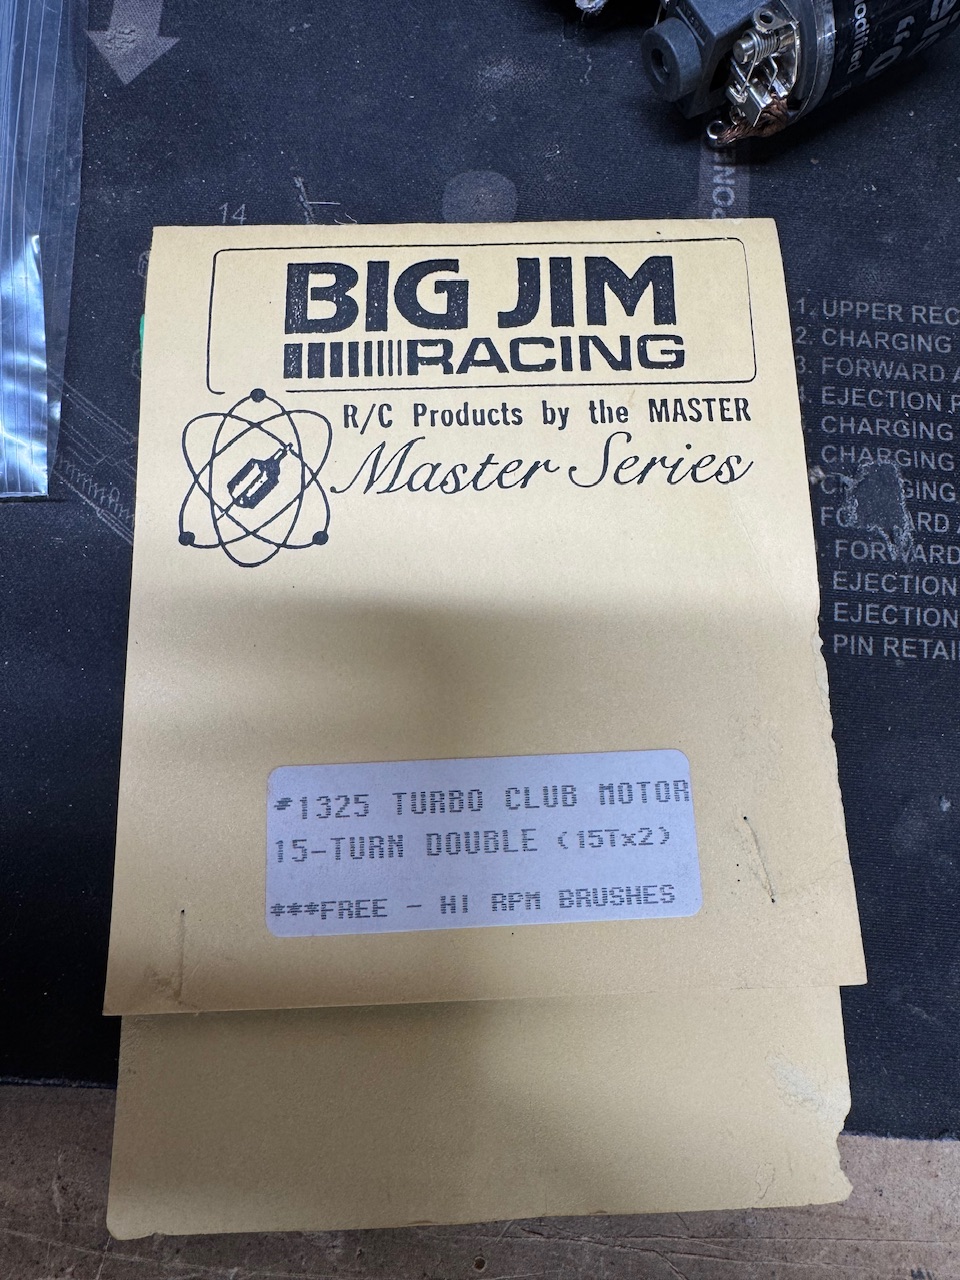 14
BIG JIM
RACING
R/C Products by the MASTER
Master Series
#1325 TURBO CLUB MOTOR
15-TURN DOUBLE (15Tx2)
***FREE - HI RPM BRUSHES
1. UPPER REC
2. CHARGING
3. FORWARD A
EJECTION P
CHARGING
CHARGING
FORWARD
EJECTION
EJECTION
PIN RETAI